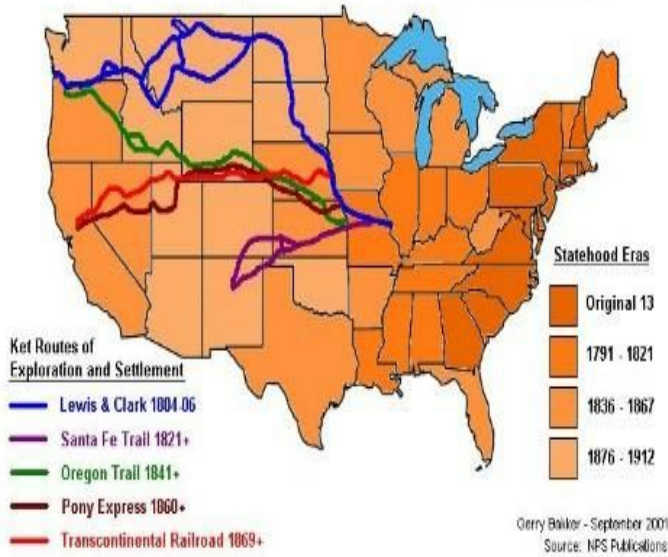 Ket Routes of
Exploration and Settlement
Lewis & Clark 1804-06
Santa Fe Trail 1821+
Oregon Trail 1841+
Pony Express 1860+
Transcontinental Railroad 1869+
Statehood Eras
Original 13
1791 - 1821
1836 - 1867
1876 - 1912
Gerry Bakker - September 2001
Source: NPS Publications